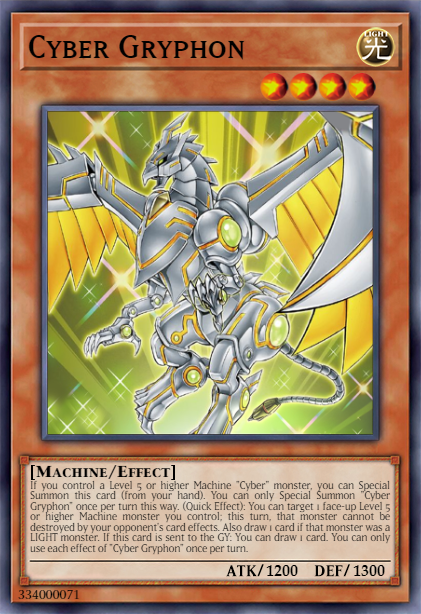 CYBER GRYPHON
LIGHT
光
[MACHINE/EFFECT]
If you control a Level 5 or higher Machine "Cyber" monster, you can Special
Summon this card (from your hand). You can only Special Summon "Cyber
Gryphon" once per turn this way. (Quick Effect): You can target 1 face-up Level 5
or higher Machine monster you control; this turn, that monster cannot be
destroyed by your opponent's card effects. Also draw 1 card if that monster was a
LIGHT monster. If this card is sent to the GY: You can draw 1 card. You can only
use each effect of "Cyber Gryphon" once per turn.
ATK/1200 DEF/1300
334000071